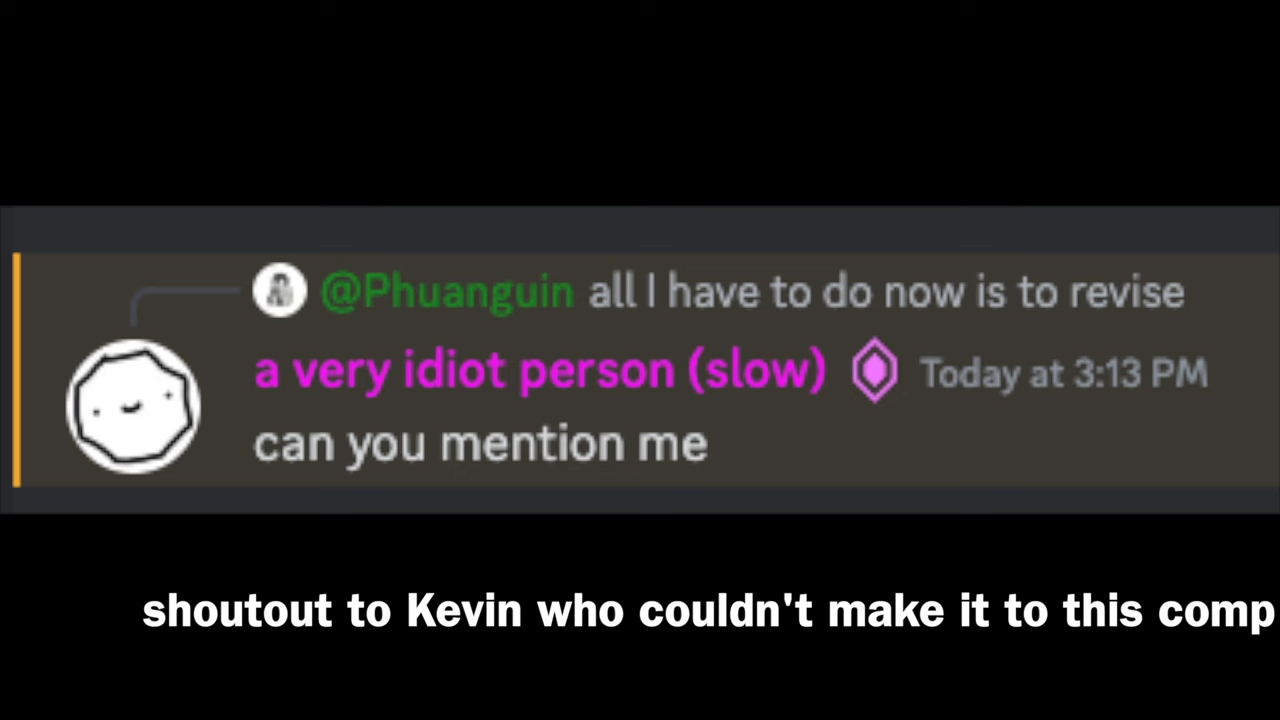 @Phuanguin all I have to do now is to revise
a very idiot person (slow) Today at 3:13 PM
can you mention me
shoutout to Kevin who couldn't make it to this comp